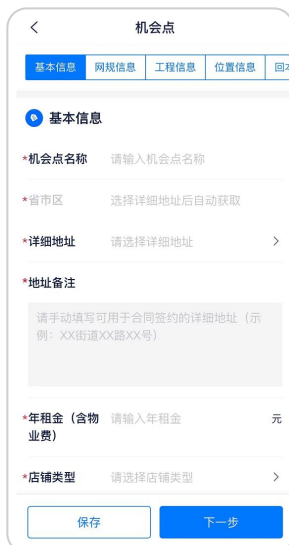 机会点
基本信息 网规信息 工程信息 位置信息 回本
基本信息
*机会点名称 请输入机会点名称
*省市区 选择详细地址后自动获取
*详细地址 请选择详细地址
*地址备注
请手动填写可用于合同签约的详细地址（示
例：XX街道XX路XX号）
*年租金（含物 请输入年租金 元
业费）
*店铺类型 请选择店铺类型
保存 下一步